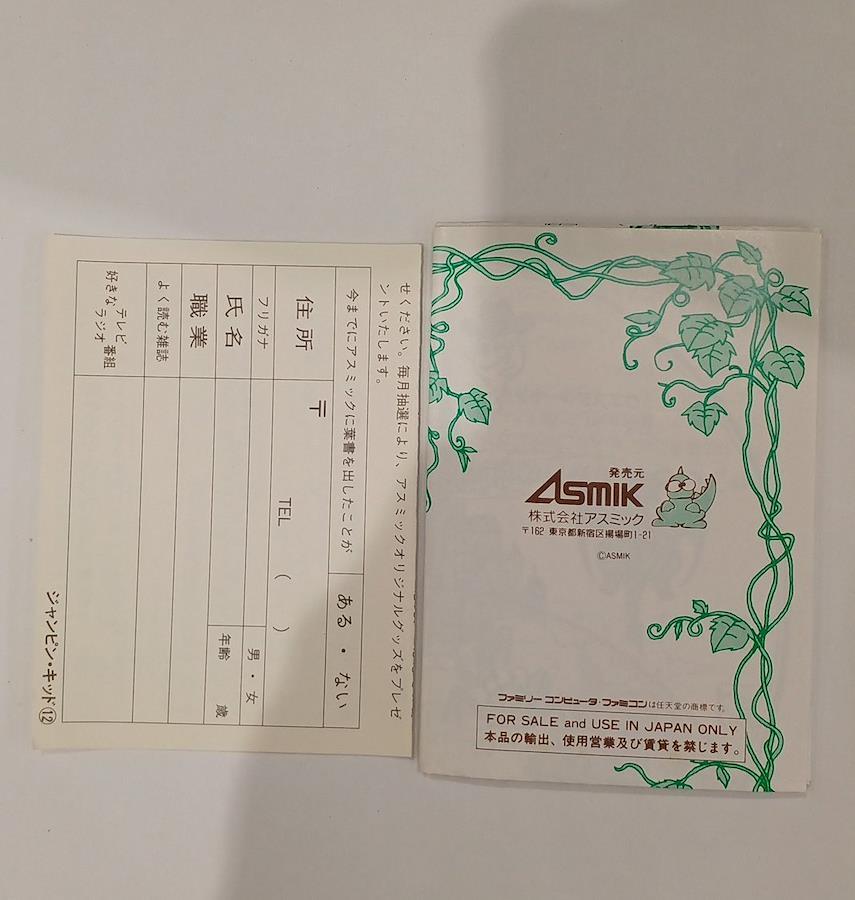 せください。毎月抽選により、アスミックオリジナルグッズをプレゼ
ントいたします。
今までにアスミックに葉書を出したことが
ある・ない
住所
〒
TEL ( )
フリガナ
氏名
男・女
年齢 歳
職業
よく読む雑誌
好きな テレビ ラジオ 番組
ジャンピン・キッド⑫
発売元
ASMIK
株式会社アスミック
〒162 東京都新宿区揚場町1-21
©ASMIK
ファミリーコンピュータ・ファミコンは任天堂の商標です。
FOR SALE and USE IN JAPAN ONLY
本品の輸出、使用営業及び賃貸を禁じます。